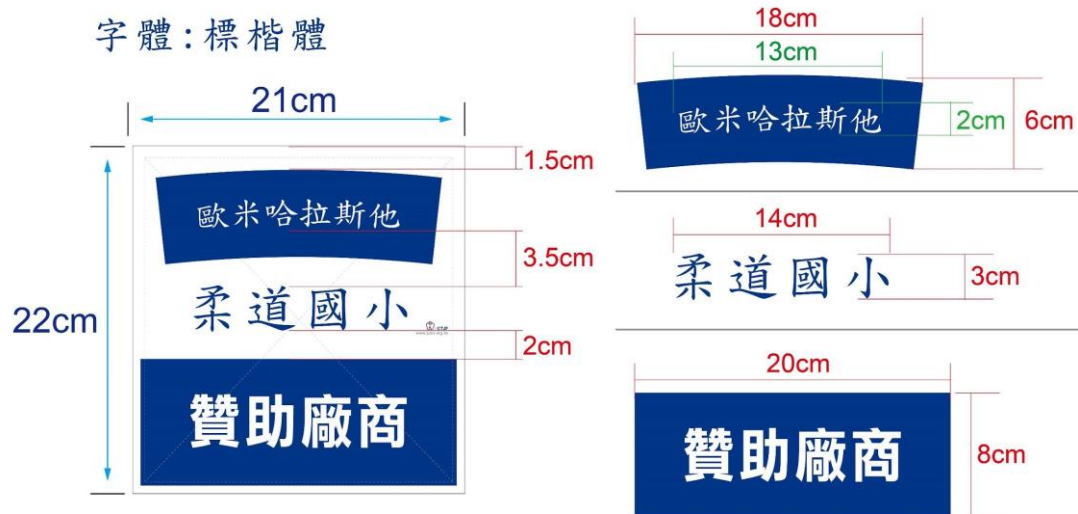 字體:標楷體
21cm
22cm
1.5cm
歐米哈拉斯他
3.5cm
柔道國小
2cm
贊助廠商
18cm
13cm
歐米哈拉斯他
2cm
6cm
14cm
柔道國小
3cm
20cm
贊助廠商
8cm